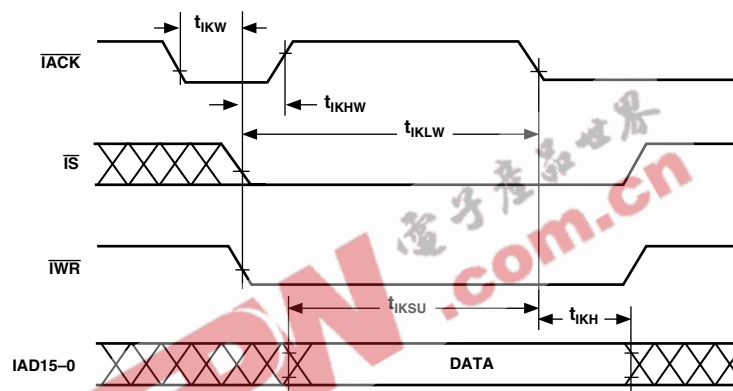 tIKW
IACK
tIKHW
tIKLW
IS
電子產品世界
.com.cn
IWR
tIKSU
tIKH
IAD15–0
DATA